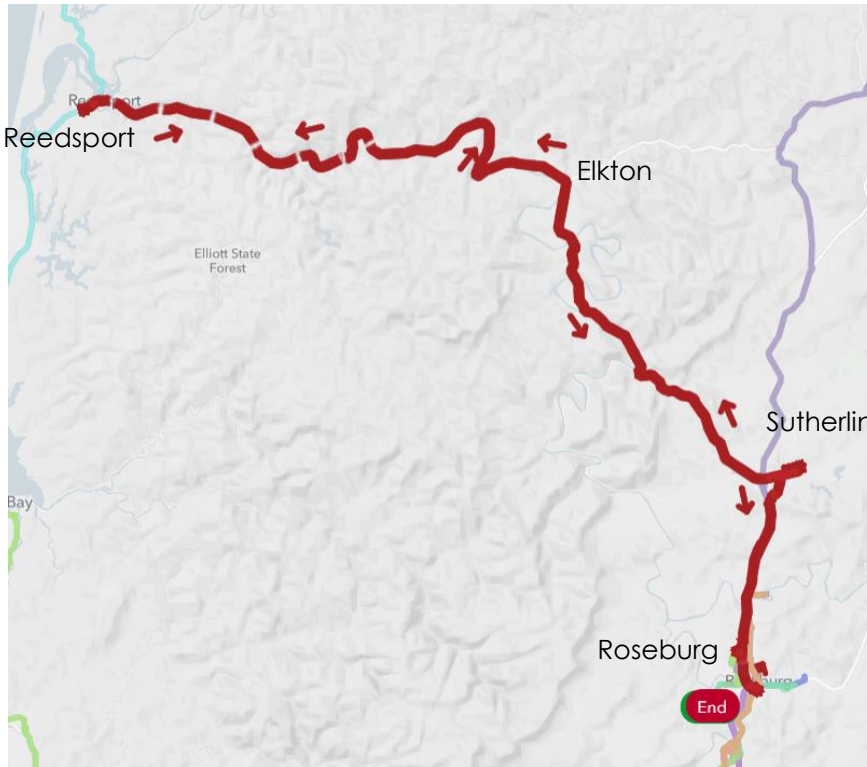 Reedsport
Elkton
Elliott State
Forest
Sutherlin
Bay
Roseburg
End